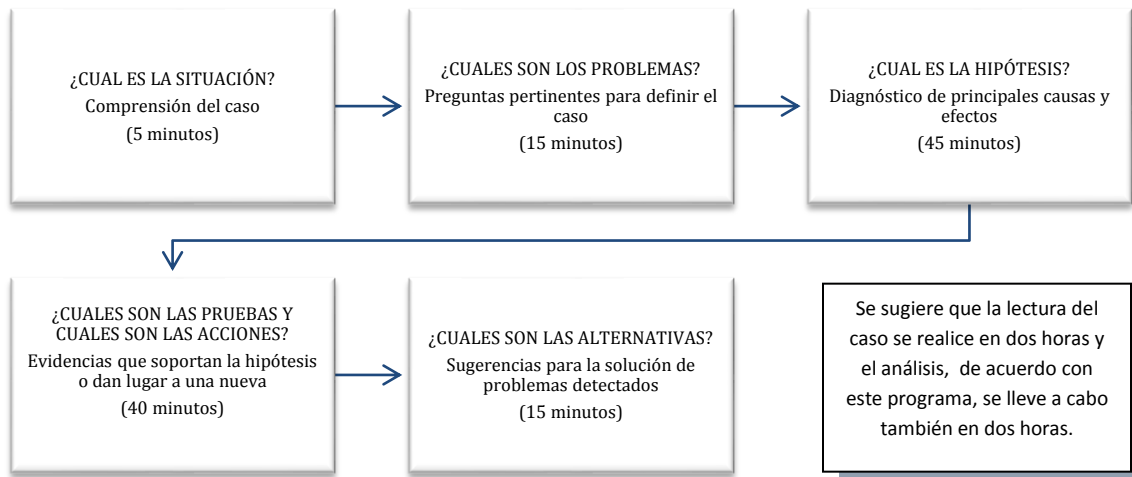 ¿CUAL ES LA SITUACIÓN?
Comprensión del caso
(5 minutos)
¿CUALES SON LOS PROBLEMAS?
Preguntas pertinentes para definir el
caso
(15 minutos)
¿CUAL ES LA HIPÓTESIS?
Diagnóstico de principales causas y
efectos
(45 minutos)
¿CUALES SON LAS PRUEBAS Y
CUALES SON LAS ACCIONES?
Evidencias que soportan la hipótesis
o dan lugar a una nueva
(40 minutos)
¿CUALES SON LAS ALTERNATIVAS?
Sugerencias para la solución de
problemas detectados
(15 minutos)
Se sugiere que la lectura del
caso se realice en dos horas y
el análisis, de acuerdo con
este programa, se lleve a cabo
también en dos horas.